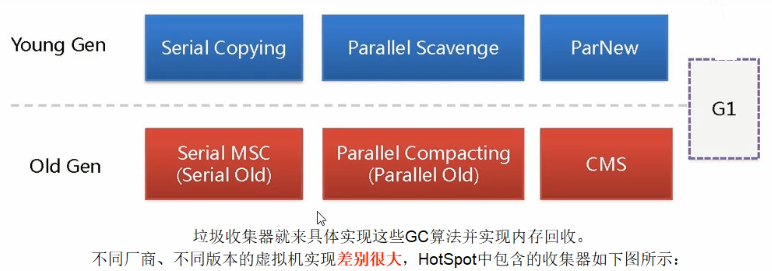 Young Gen
Serial Copying
Parallel Scavenge
ParNew
G1
Old Gen
Serial MSC
(Serial Old)
Parallel Compacting
(Parallel Old)
CMS
垃圾收集器就来具体实现这些GC算法并实现内存回收。
不同厂商、不同版本的虚拟机实现差别很大，HotSpot中包含的收集器如下图所示：